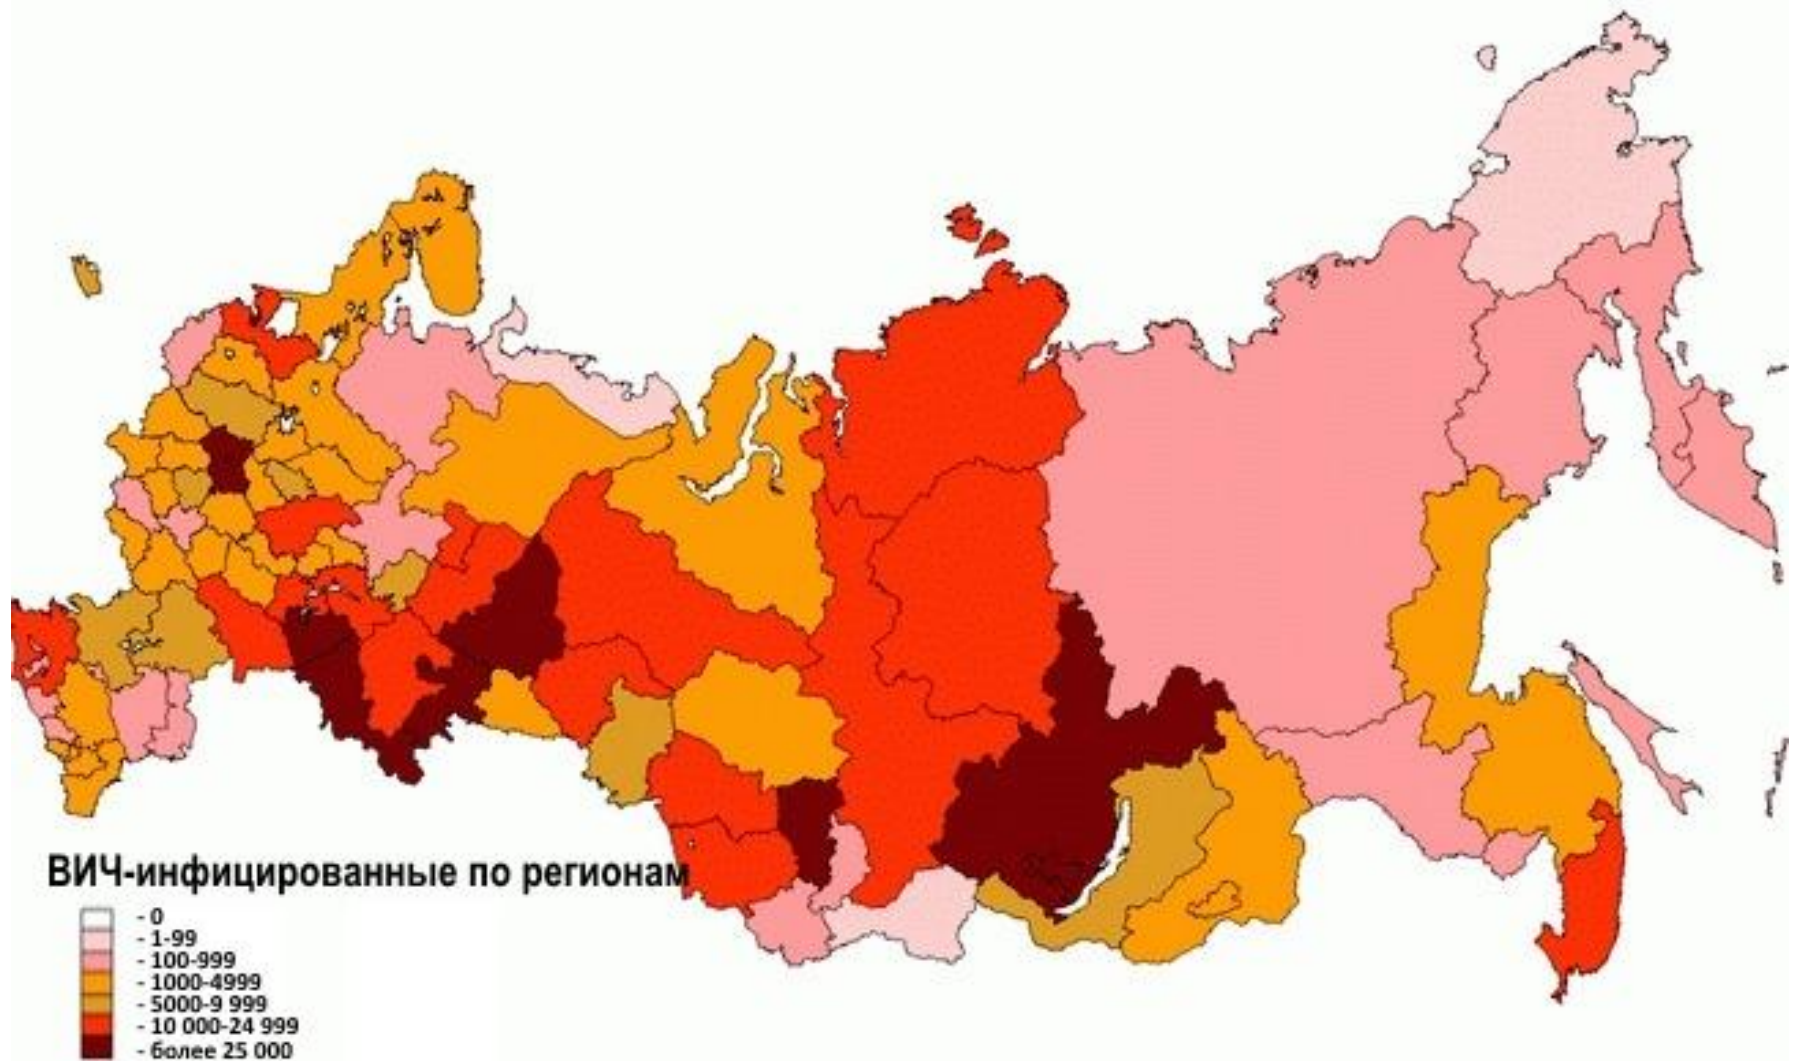 ВИЧ-инфицированные по регионам
- 0
- 1-99
- 100-999
- 1000-4999
- 5000-9 999
- 10 000-24 999
- более 25 000